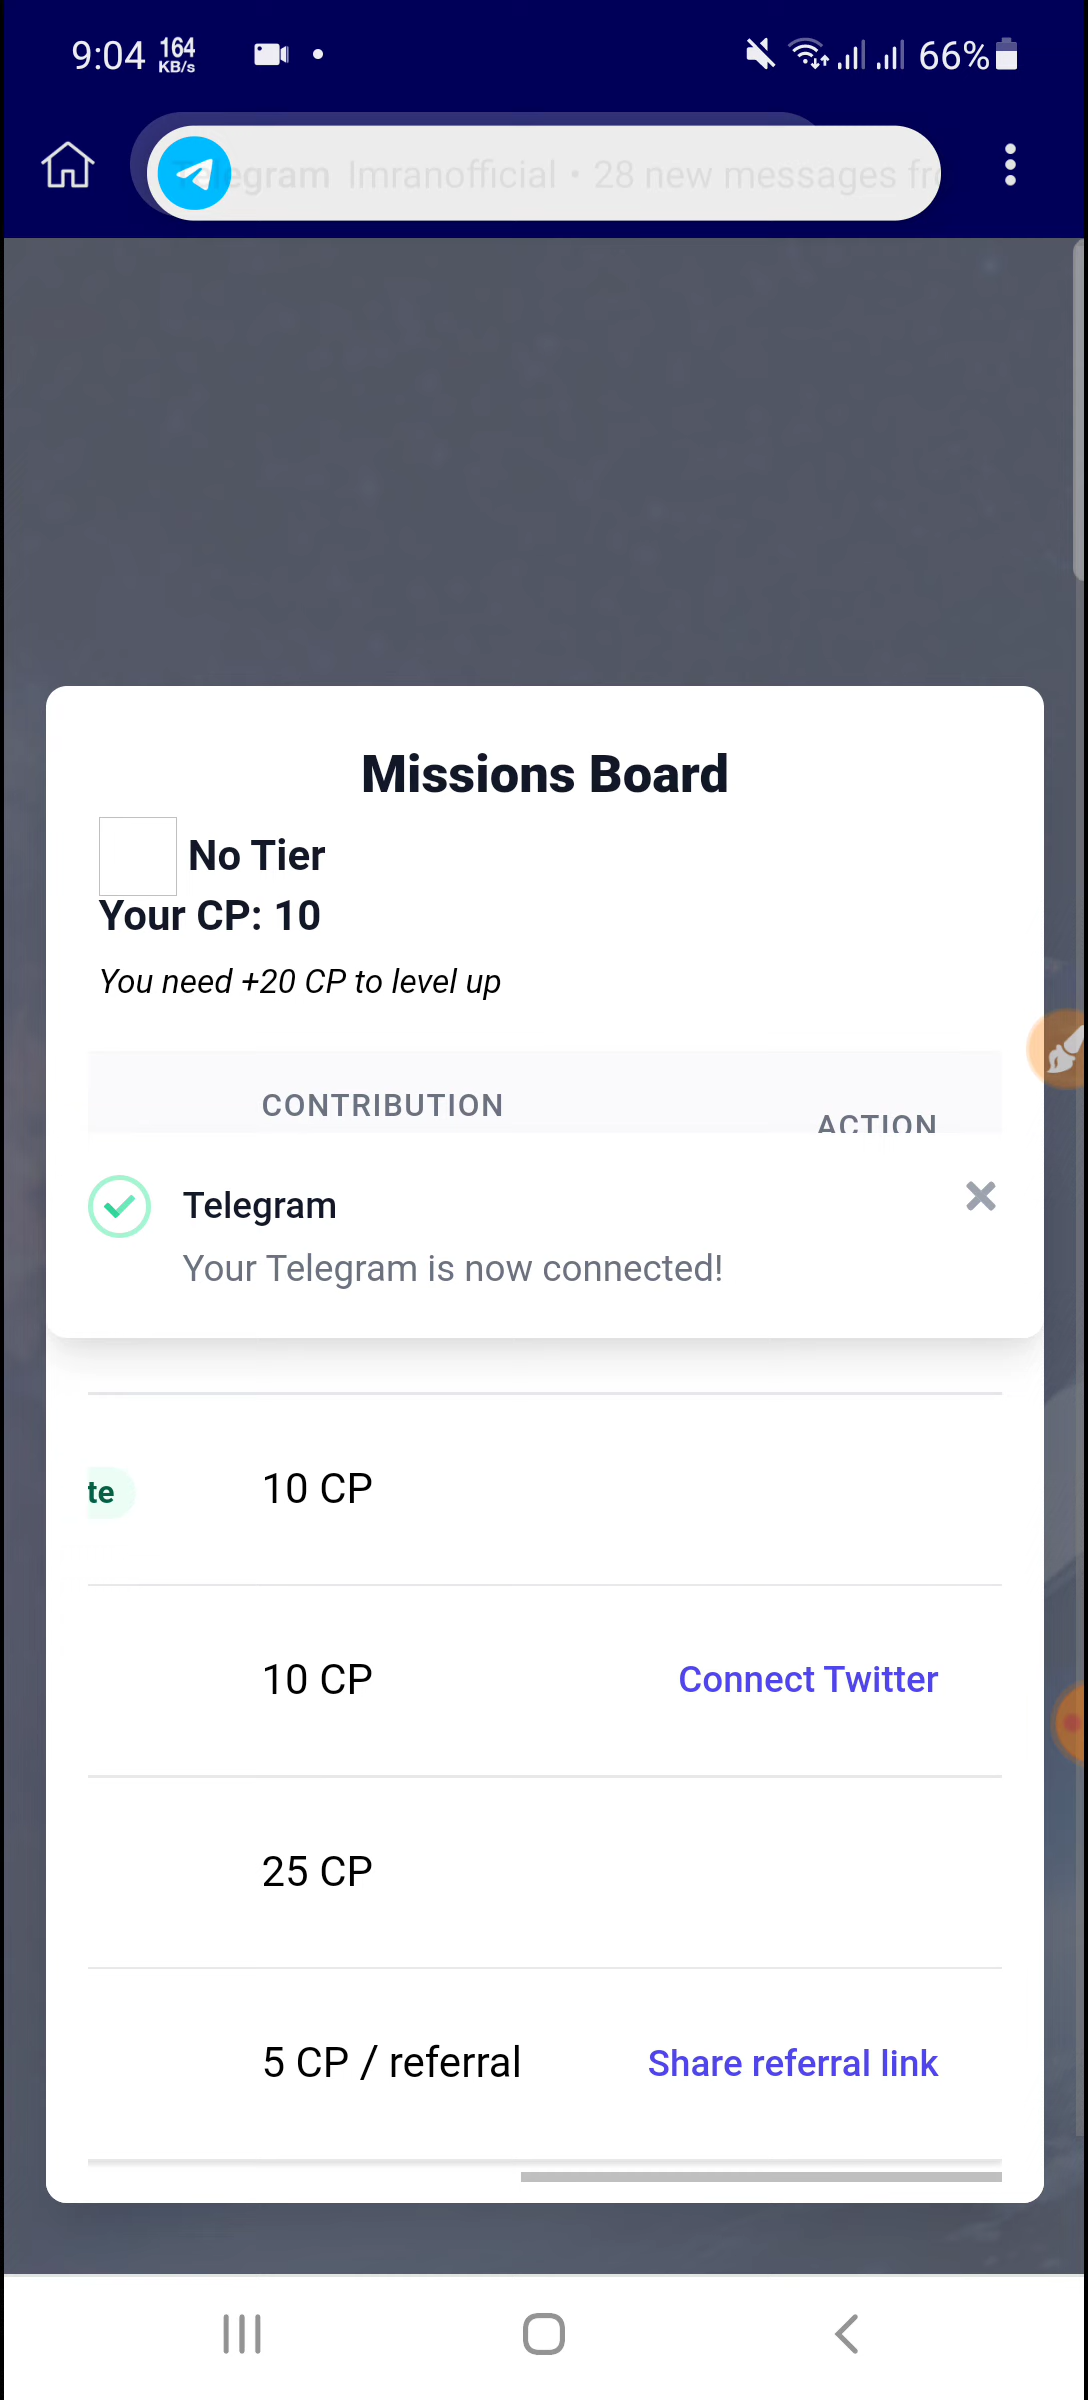 9:04 164 KB/s 66%
Telegram Imranofficial • 28 new messages fr
Missions Board
No Tier
Your CP: 10
You need +20 CP to level up
CONTRIBUTION
ACTION
Telegram
Your Telegram is now connected!
te 10 CP
10 CP Connect Twitter
25 CP
5 CP / referral Share referral link